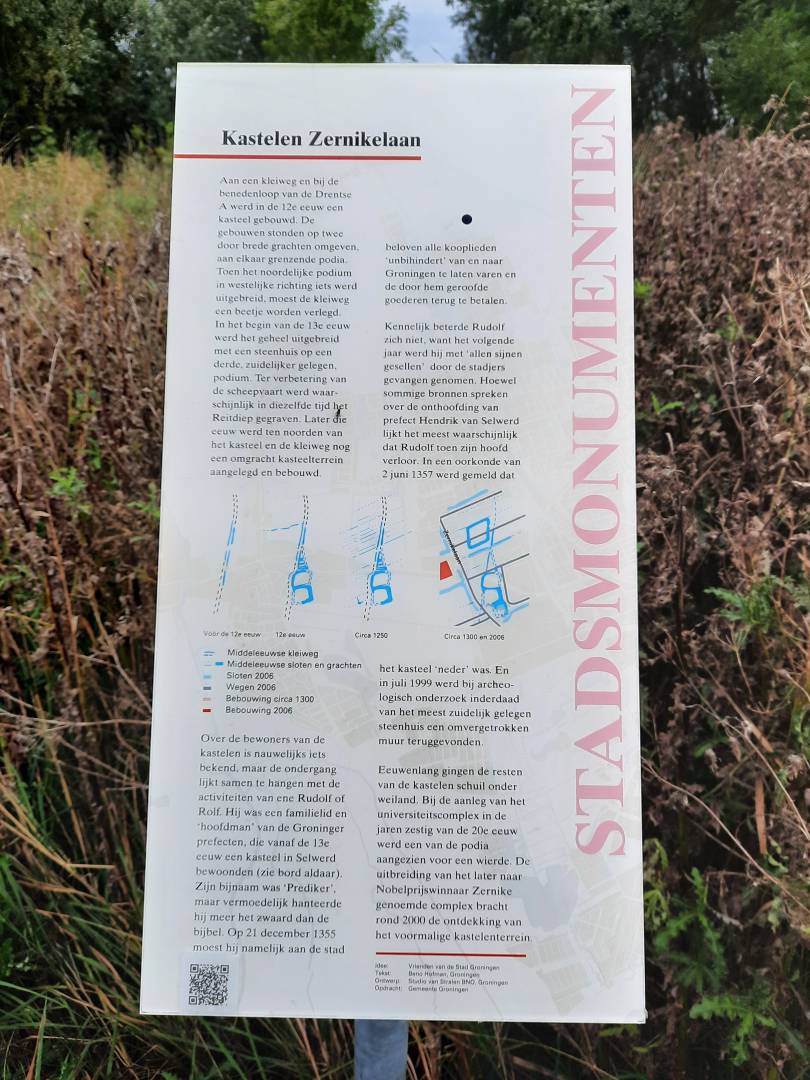 STADSMONUMENTEN
Kastelen Zernikelaan
Aan een kleiweg en bij de
benedenloop van de Drentse
A werd in de 12e eeuw een
kasteel gebouwd. De
gebouwen stonden op twee
door brede grachten omgeven,
aan elkaar grenzende podia.
Toen het noordelijke podium
in westelijke richting iets werd
uitgebreid, moest de kleiweg
een beetje worden verlegd.
In het begin van de 13e eeuw
werd het geheel uitgebreid
met een steenhuis op een
derde, zuidelijker gelegen,
podium. Ter verbetering van
de scheepvaart werd waar-
schijnlijk in diezelfde tijd het
Reitdiep gegraven. Later die
eeuw werd ten noorden van
het kasteel en de kleiweg nog
een omgracht kasteelterrein
aangelegd en bebouwd.
Voor de 12e eeuw
12e eeuw
Circa 1250
Zernikelaan
Circa 1300 en 2006
Middeleeuwse kleiweg
Middeleeuwse sloten en grachten
Sloten 2006
Wegen 2006
Bebouwing circa 1300
Bebouwing 2006
Over de bewoners van de
kastelen is nauwelijks iets
bekend, maar de ondergang
lijkt samen te hangen met de
activiteiten van ene Rudolf of
Rolf. Hij was een familielid en
‘hoofdman’ van de Groninger
prefecten, die vanaf de 13e
eeuw een kasteel in Selwerd
bewoonden (zie bord aldaar).
Zijn bijnaam was ‘Prediker’,
maar vermoedelijk hanteerde
hij meer het zwaard dan de
bijbel. Op 21 december 1355
moest hij namelijk aan de stad
beloven alle kooplieden
‘unbihindert’ van en naar
Groningen te laten varen en
de door hem geroofde
goederen terug te betalen.
Kennelijk beterde Rudolf
zich niet, want het volgende
jaar werd hij met ‘allen sijnen
gesellen’ door de stadjers
gevangen genomen. Hoewel
sommige bronnen spreken
over de onthoofding van
prefect Hendrik van Selwerd
lijkt het meest waarschijnlijk
dat Rudolf toen zijn hoofd
verloor. In een oorkonde van
2 juni 1357 werd gemeld dat
het kasteel ‘neder’ was. En
in juli 1999 werd bij archeo-
logisch onderzoek inderdaad
van het meest zuidelijk gelegen
steenhuis een omvergetrokken
muur teruggevonden.
Eeuwenlang gingen de resten
van de kastelen schuil onder
weiland. Bij de aanleg van het
universiteitscomplex in de
jaren zestig van de 20e eeuw
werd een van de podia
aangezien voor een wierde. De
uitbreiding van het later naar
Nobelprijswinnaar Zernike
genoemde complex bracht
rond 2000 de ontdekking van
het voormalige kastelenterrein.
Idee: Vrienden van de Stad Groningen
Tekst: Beno Hofman, Groningen
Ontwerp: Studio van Stralen BNO, Groningen
Opdracht: Gemeente Groningen